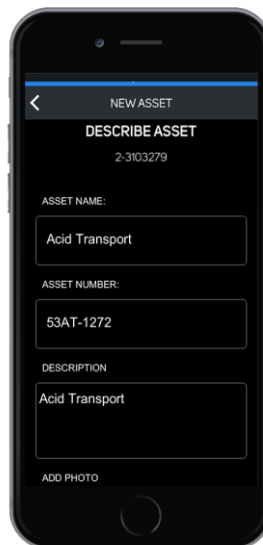 NEW ASSET
DESCRIBE ASSET
2-3103279
ASSET NAME:
Acid Transport
ASSET NUMBER:
53AT-1272
DESCRIPTION
Acid Transport
ADD PHOTO